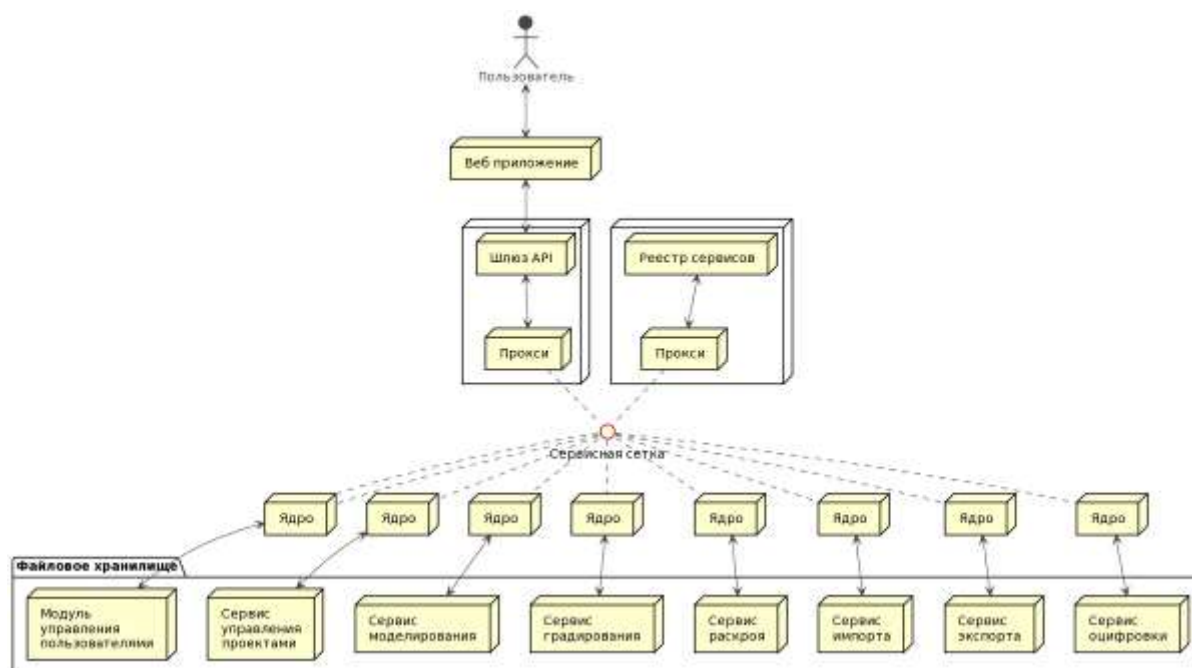 Пользователь
Веб приложение
Шлюз API
Реестр сервисов
Прокси
Прокси
Сервисная сетка
Ядро
Ядро
Ядро
Ядро
Ядро
Ядро
Ядро
Ядро
Файловое хранилище
Модуль
управления
пользователями
Сервис
управления
проектами
Сервис
моделирования
Сервис
градирования
Сервис
раскроя
Сервис
импорта
Сервис
экспорта
Сервис
оцифровки